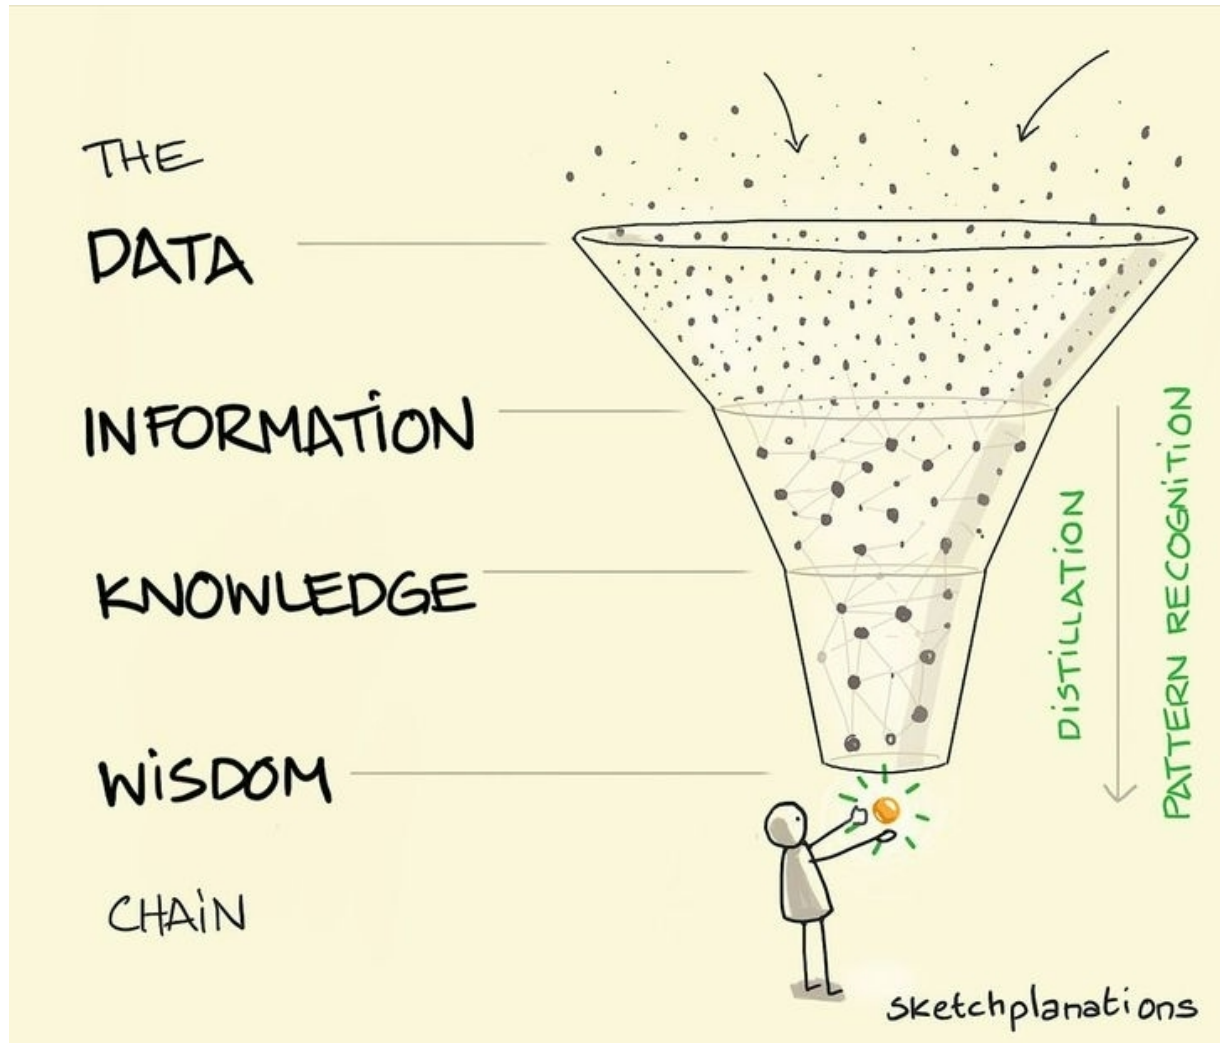 THE
DATA
INFORMATION
KNOWLEDGE
WISDOM
CHAIN
DISTILLATION
PATTERN RECOGNITION
sketchplanations